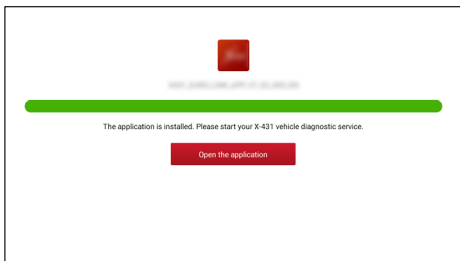 The application is installed. Please start your X-431 vehicle diagnostic service.
Open the application